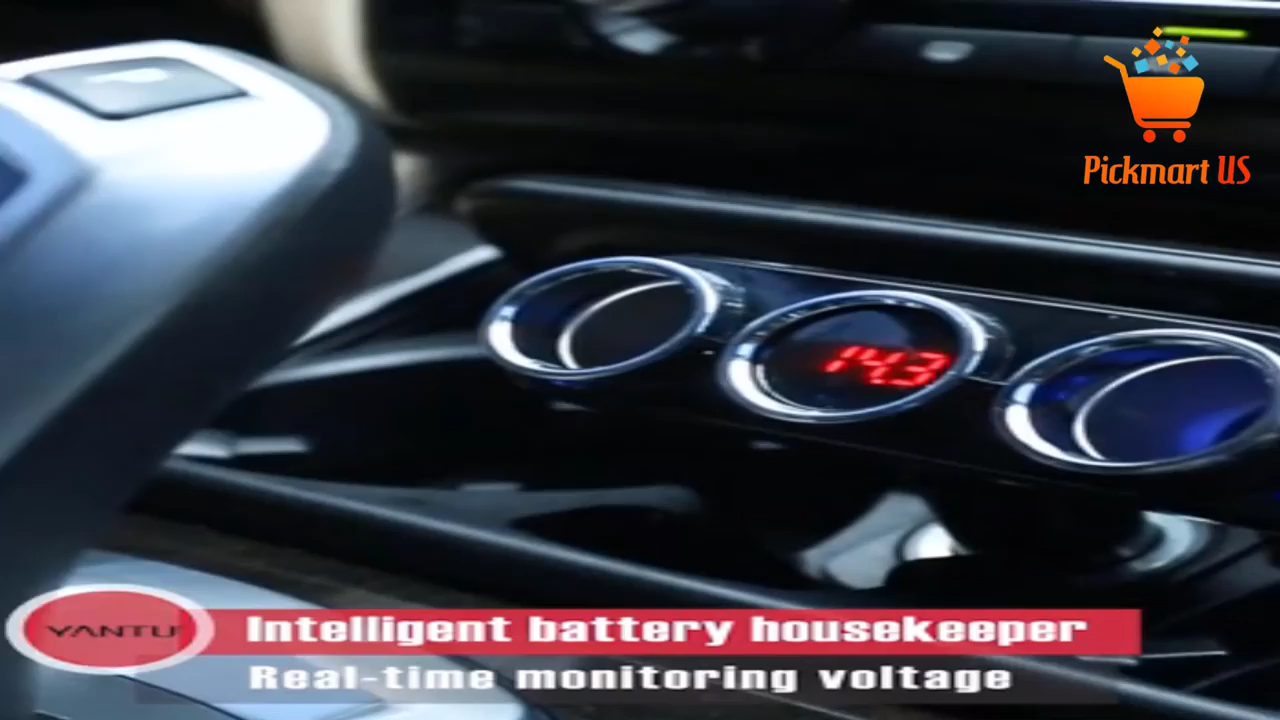 Pickmart US
14.3
YANTU
Intelligent battery housekeeper
Real-time monitoring voltage